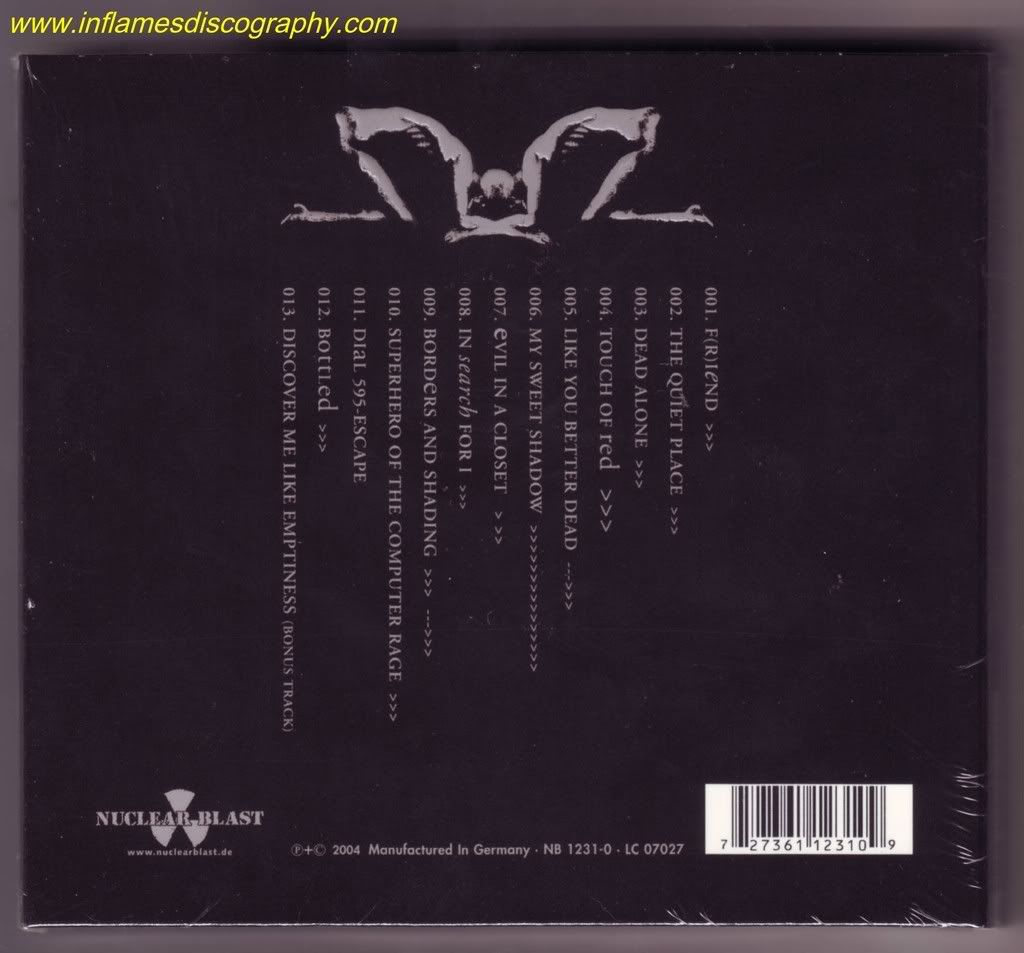 www.inflamesdiscography.com
001. F(R)IeND >>>
002. THE QUIET PLACE >>>
003. DEAD ALONE >>>
004. TOUCH OF red >>>
005. LIKE YOU BETTER DEAD --->>>
006. MY SWEET SHADOW >>>>>>>>>>>>>>>
007. eVIL IN A CLOSET > >>
008. IN search FOR I >>>
009. BORDeRS AND SHADING >>> --->>>
010. SUPERHERO OF THE COMPUTER RAGE >>>
011. DiaL 595-ESCAPE
012. BOTTLed >>>
013. DISCOVER ME LIKE EMPTINESS (BONUS TRACK)
NUCLEAR BLAST
www.nuclearblast.de
℗+© 2004 Manufactured In Germany · NB 1231-0 · LC 07027
7 27361 12310 9